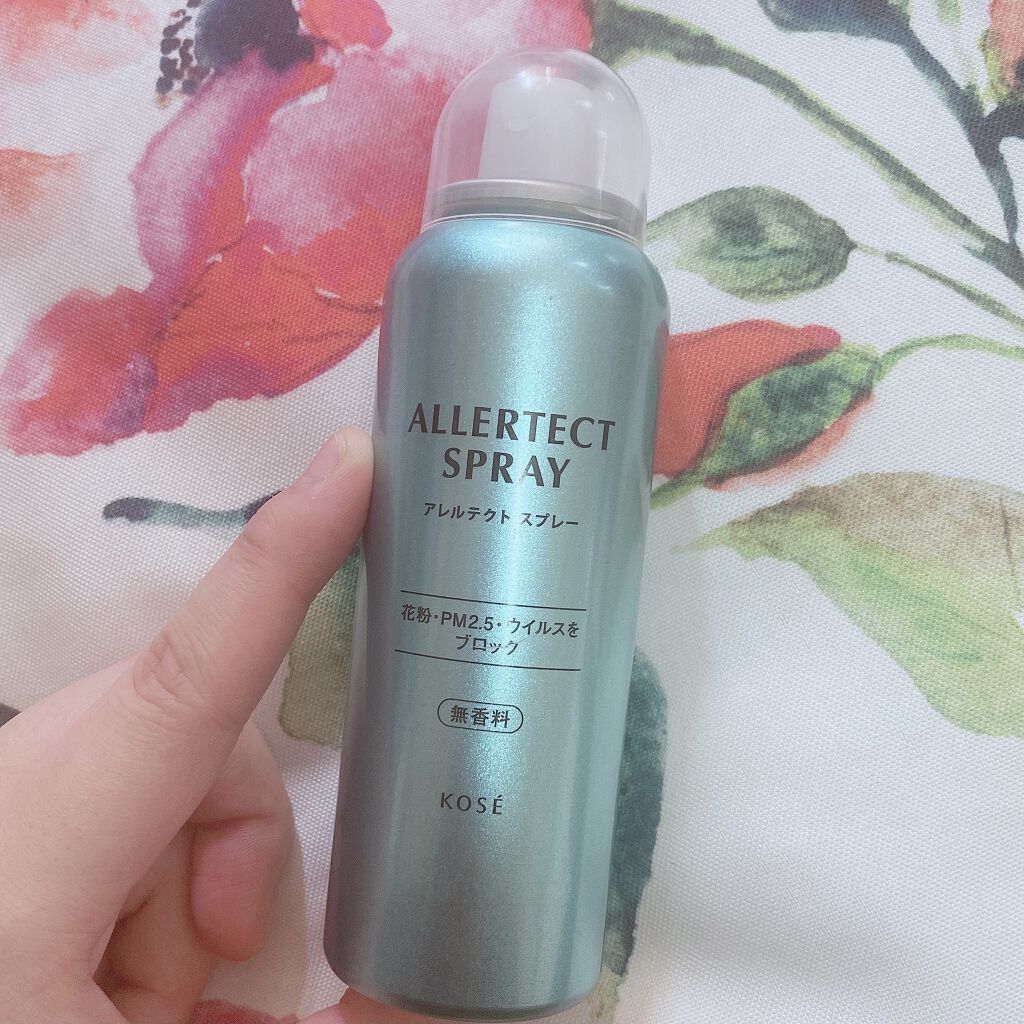 ALLERTECT
SPRAY
アレルテクト スプレー
花粉・PM2.5・ウイルスを
ブロック
無香料
KOSÉ